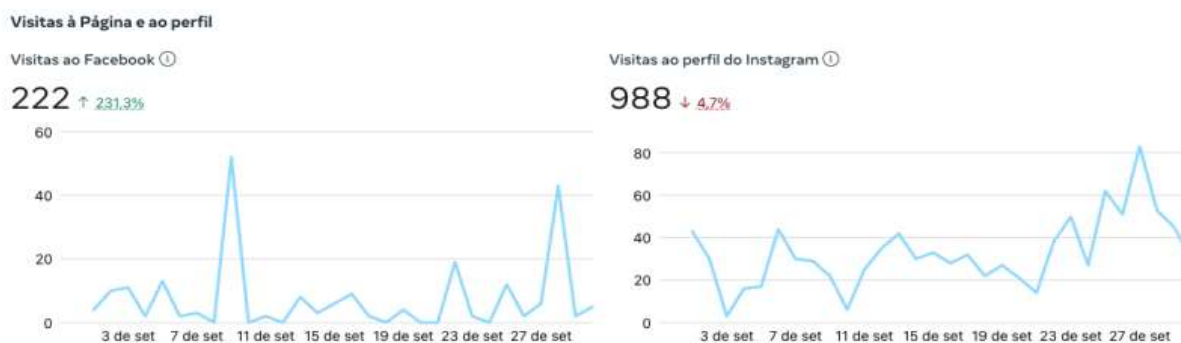 Visitas à Página e ao perfil
Visitas ao Facebook
222 ↑ 231,3%
60
40
20
0
3 de set 7 de set 11 de set 15 de set 19 de set 23 de set 27 de set
Visitas ao perfil do Instagram
988 ↓ 4,7%
80
60
40
20
0
3 de set 7 de set 11 de set 15 de set 19 de set 23 de set 27 de set